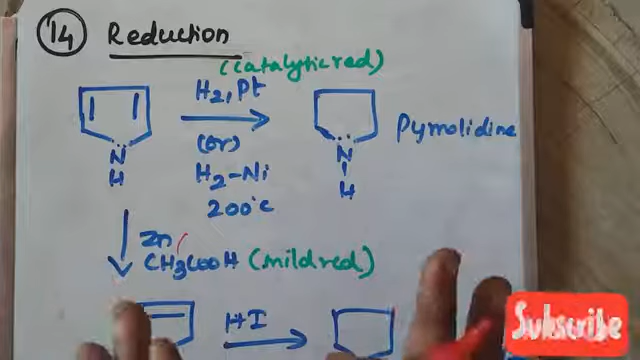 14 Reduction
(Catalytic red)
H2, Pt
(or)
H2-Ni
200°C
N
H
N
H
Pyrrolidine
Zn/
CH3COOH (mild red)
HI
Subscribe